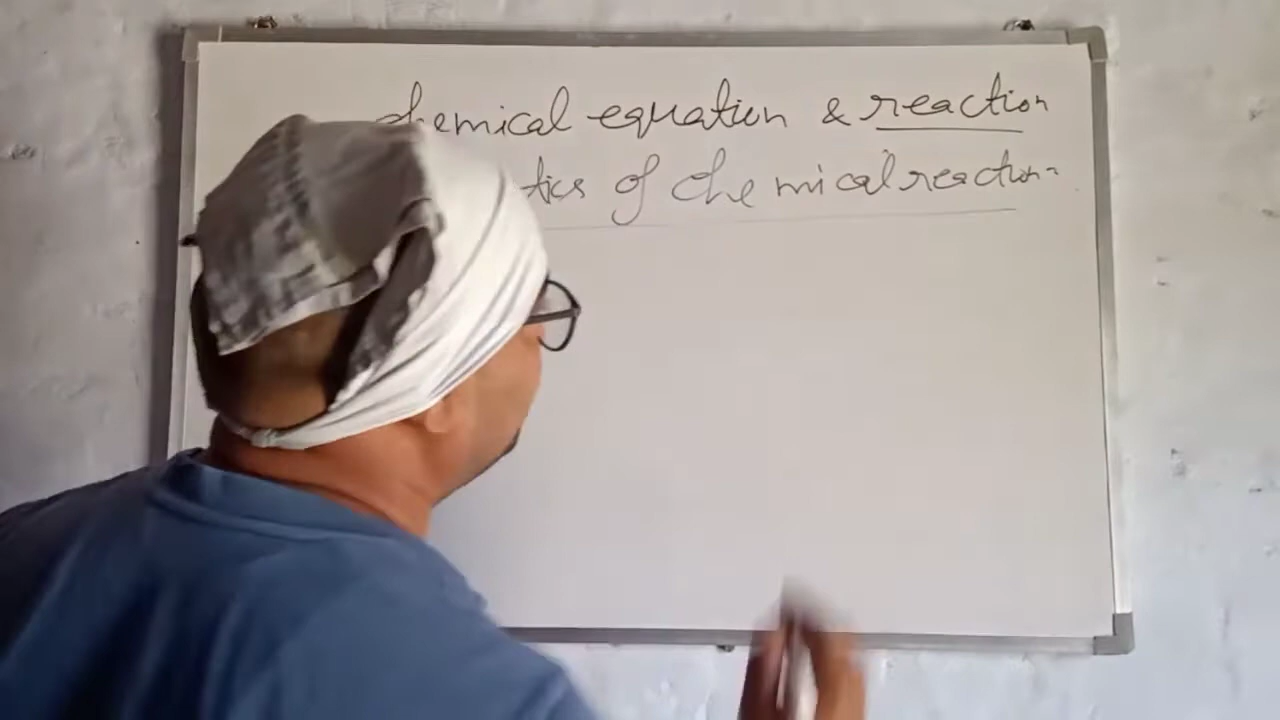 chemical equation & reaction
tics of chemical reaction